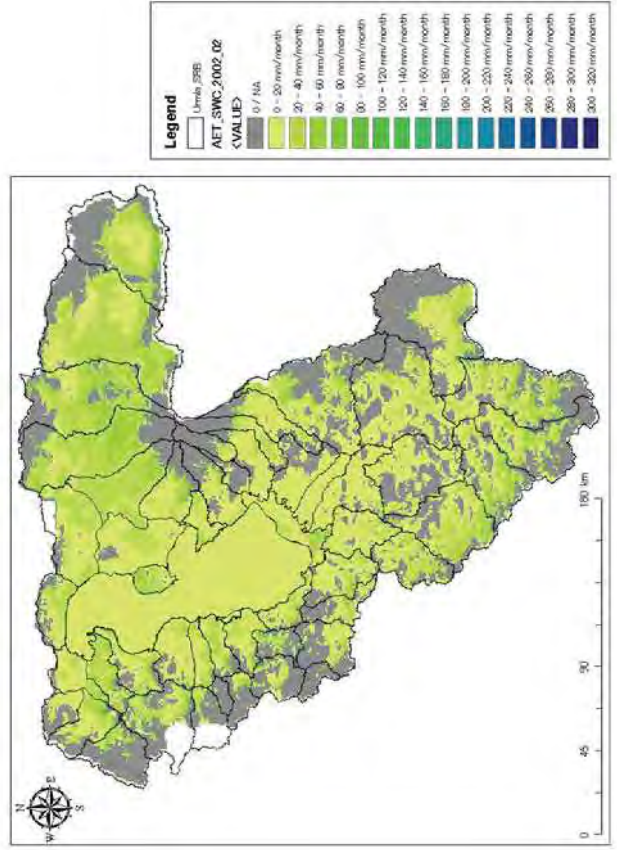 N
W E
S
0 45 90 180 km
Legend
Urmia_SRB
AET_SWC_2002_02
<VALUE>
0 / NA
0 - 20 mm/month
20 - 40 mm/month
40 - 60 mm/month
60 - 80 mm/month
80 - 100 mm/month
100 - 120 mm/month
120 - 140 mm/month
140 - 160 mm/month
160 - 180 mm/month
180 - 200 mm/month
200 - 220 mm/month
220 - 240 mm/month
240 - 260 mm/month
260 - 280 mm/month
280 - 300 mm/month
300 - 320 mm/month